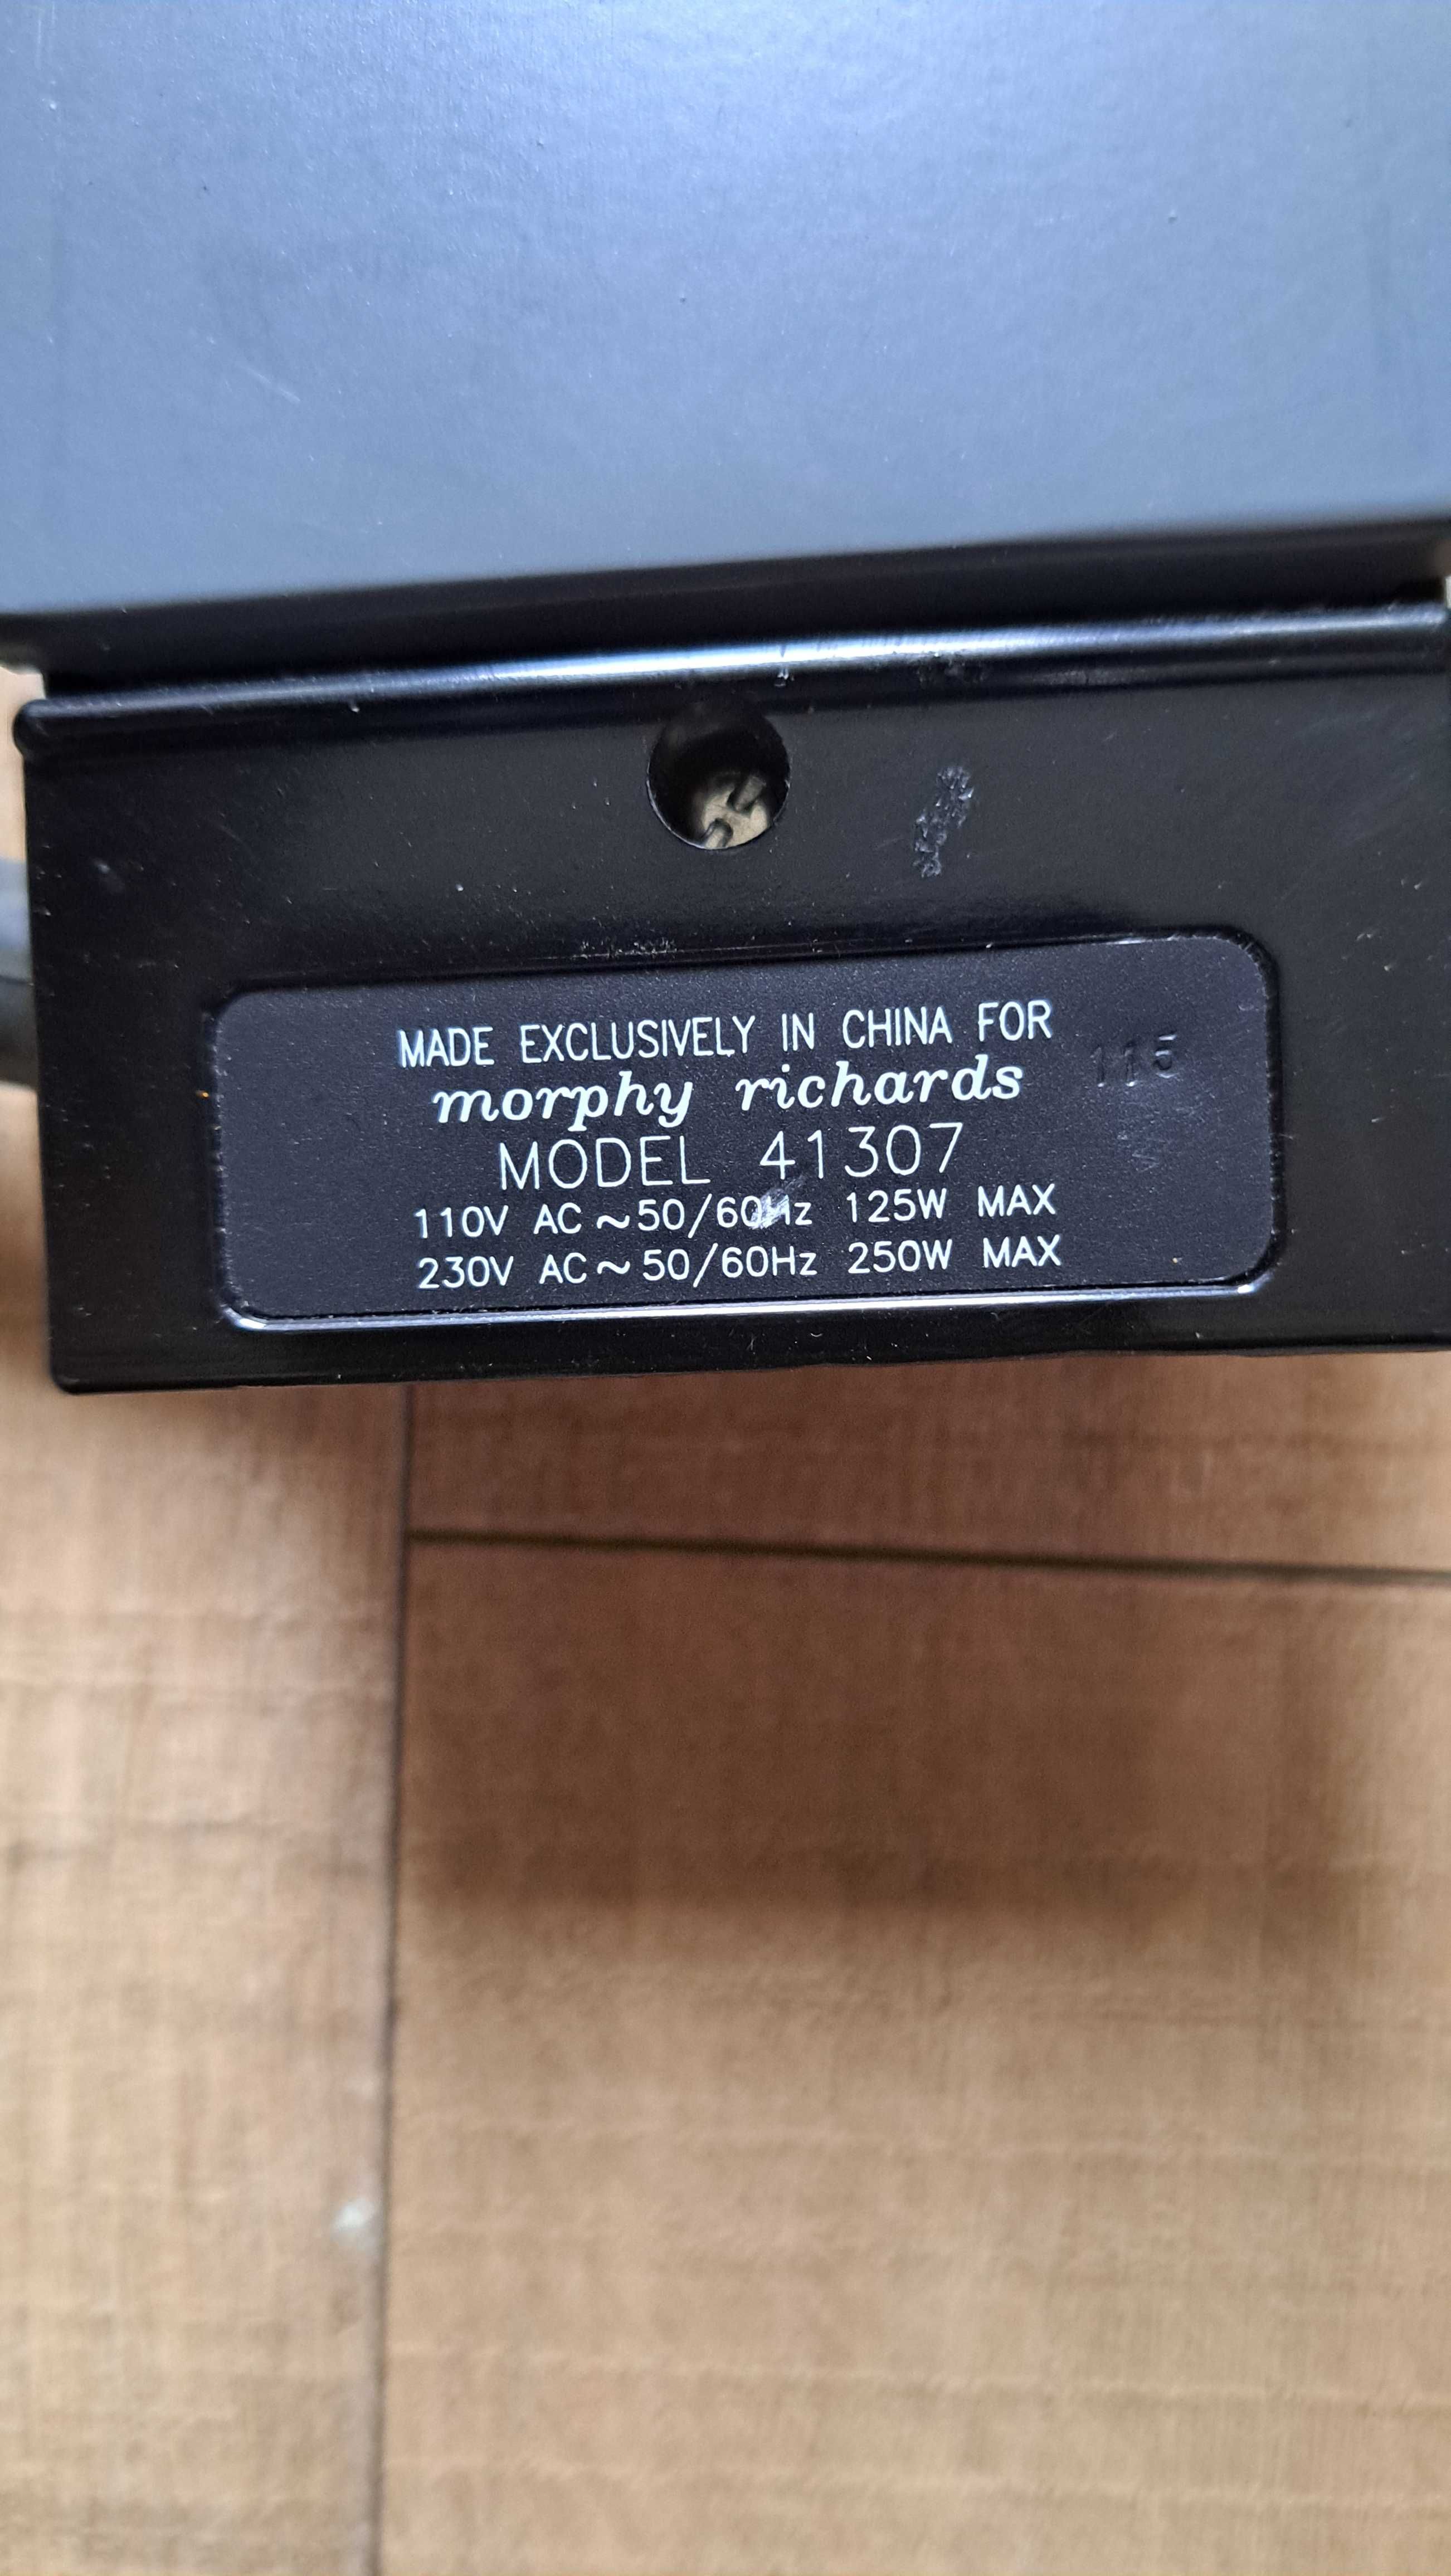 MADE EXCLUSIVELY IN CHINA FOR
115
morphy richards
MODEL 41307
110V AC ~ 50/60Hz 125W MAX
230V AC ~ 50/60Hz 250W MAX